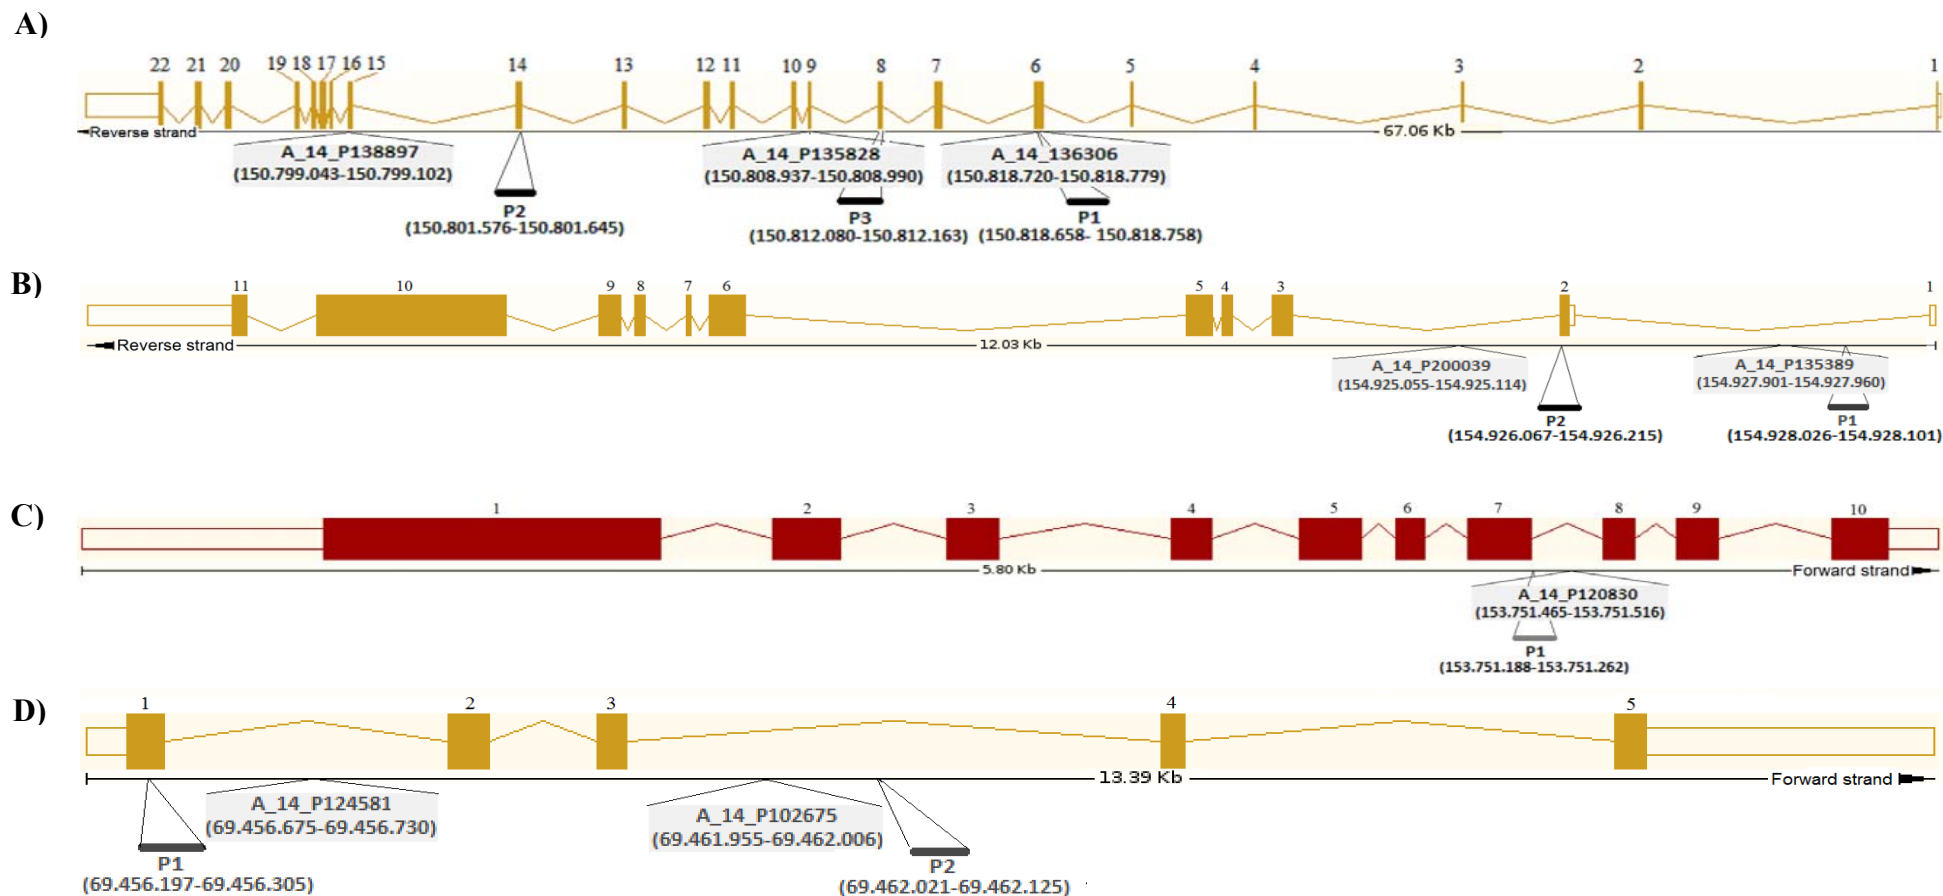 A)
22 21 20 19 18 17 16 15 14 13 12 11 10 9 8 7 6 5 4 3 2 1
Reverse strand
67.06 Kb
A_14_P138897
(150.799.043-150.799.102)
A_14_P135828
(150.808.937-150.808.990)
A_14_136306
(150.818.720-150.818.779)
P2
(150.801.576-150.801.645)
P3
(150.812.080-150.812.163)
P1
(150.818.658- 150.818.758)
B)
11 10 9 8 7 6 5 4 3 2 1
Reverse strand
12.03 Kb
A_14_P200039
(154.925.055-154.925.114)
A_14_P135389
(154.927.901-154.927.960)
P2
(154.926.067-154.926.215)
P1
(154.928.026-154.928.101)
C)
1 2 3 4 5 6 7 8 9 10
5.80 Kb
Forward strand
A_14_P120830
(153.751.465-153.751.516)
P1
(153.751.188-153.751.262)
D)
1 2 3 4 5
13.39 Kb
Forward strand
A_14_P124581
(69.456.675-69.456.730)
A_14_P102675
(69.461.955-69.462.006)
P1
(69.456.197-69.456.305)
P2
(69.462.021-69.462.125)